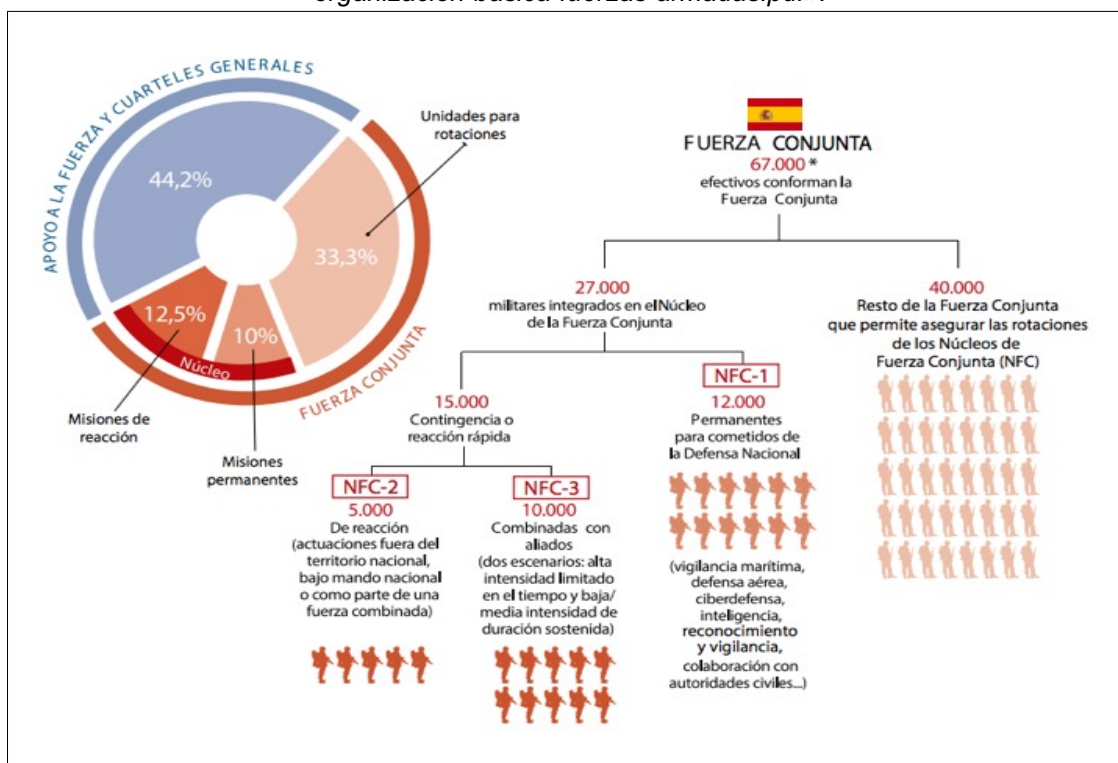 organización-básica-fuerzas-armadas.pdf".
APOYO A LA FUERZA Y CUARTELES GENERALES
44,2%
Unidades para
rotaciones
33,3%
12,5%
10%
Núcleo
FUERZA CONJUNTA
Misiones de
reacción
Misiones
permanentes
FUERZA CONJUNTA
67.000 *
efectivos conforman la
Fuerza Conjunta
27.000
militares integrados en el Núcleo
de la Fuerza Conjunta
40.000
Resto de la Fuerza Conjunta
que permite asegurar las rotaciones
de los Núcleos de
Fuerza Conjunta (NFC)
15.000
Contingencia o
reacción rápida
NFC-1
12.000
Permanentes
para cometidos de
la Defensa Nacional
(vigilancia marítima,
defensa aérea,
ciberdefensa,
inteligencia,
reconocimiento
y vigilancia,
colaboración con
autoridades civiles...)
NFC-2
5.000
De reacción
(actuaciones fuera del
territorio nacional,
bajo mando nacional
o como parte de una
fuerza combinada)
NFC-3
10.000
Combinadas con
aliados
(dos escenarios: alta
intensidad limitado
en el tiempo y baja/
media intensidad de
duración sostenida)